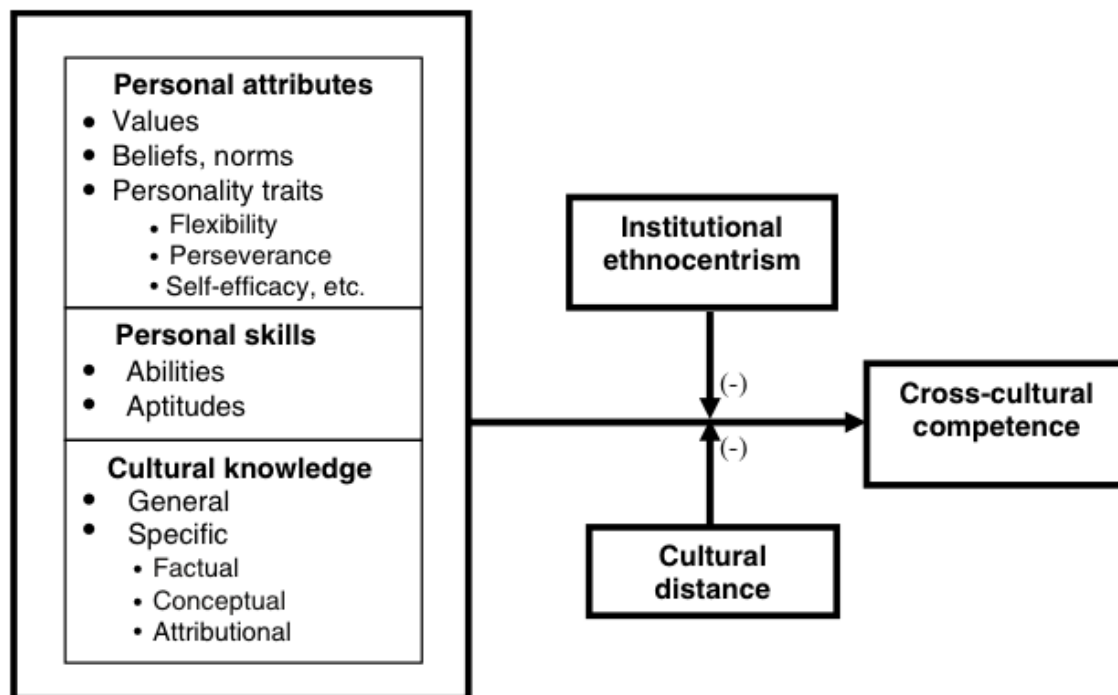 Personal attributes
• Values
• Beliefs, norms
• Personality traits
• Flexibility
• Perseverance
• Self-efficacy, etc.
Personal skills
• Abilities
• Aptitudes
Cultural knowledge
• General
• Specific
• Factual
• Conceptual
• Attributional
Institutional
ethnocentrism
(-)
(-)
Cultural
distance
Cross-cultural
competence